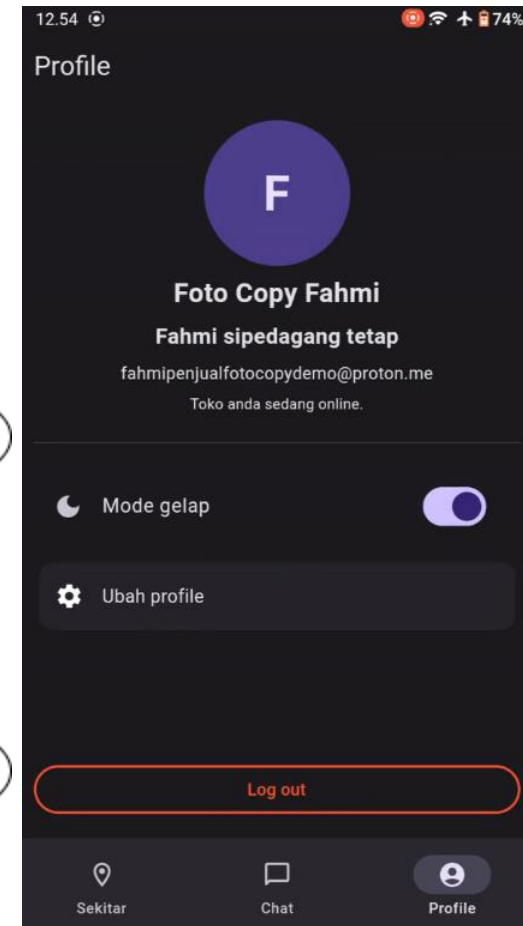 12.54 74%
Profile
F
Foto Copy Fahmi
Fahmi sipedagang tetap
fahmipenjualfotocopydemo@proton.me
Toko anda sedang online.
Mode gelap
Ubah profile
Log out
Sekitar Chat Profile